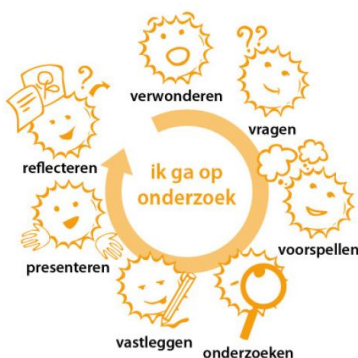 ??
verwonderen
vragen
?
reflecteren
ik ga op
onderzoek
voorspellen
presenteren
vastleggen
onderzoeken